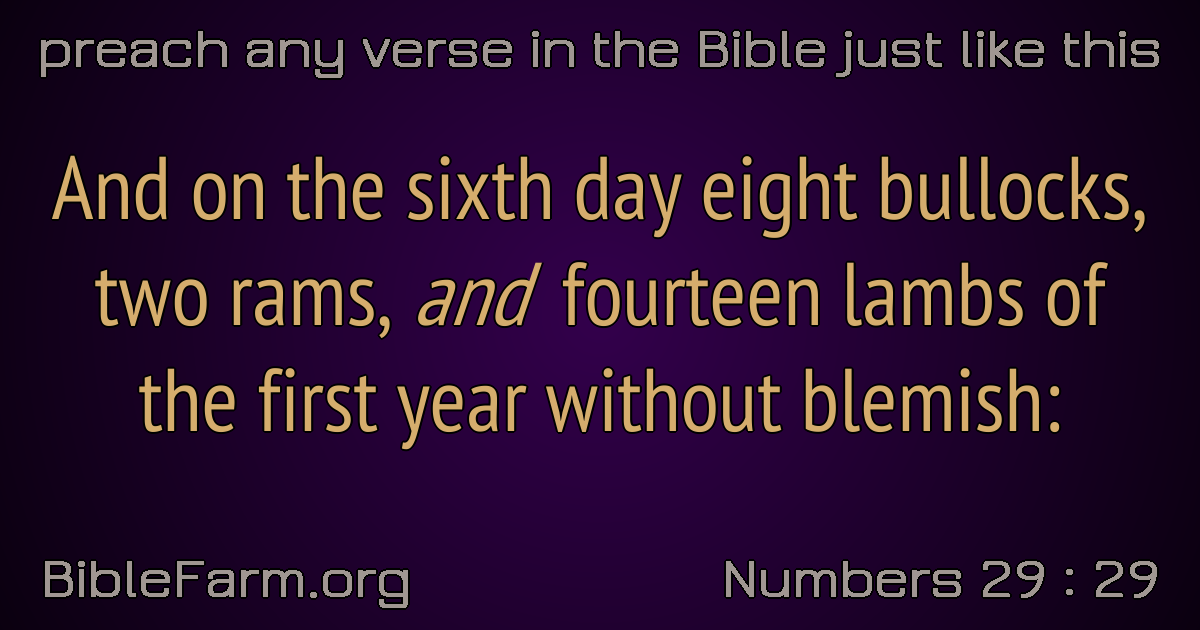 preach any verse in the Bible just like this
And on the sixth day eight bullocks,
two rams, and fourteen lambs of
the first year without blemish:
BibleFarm.org
Numbers 29 : 29